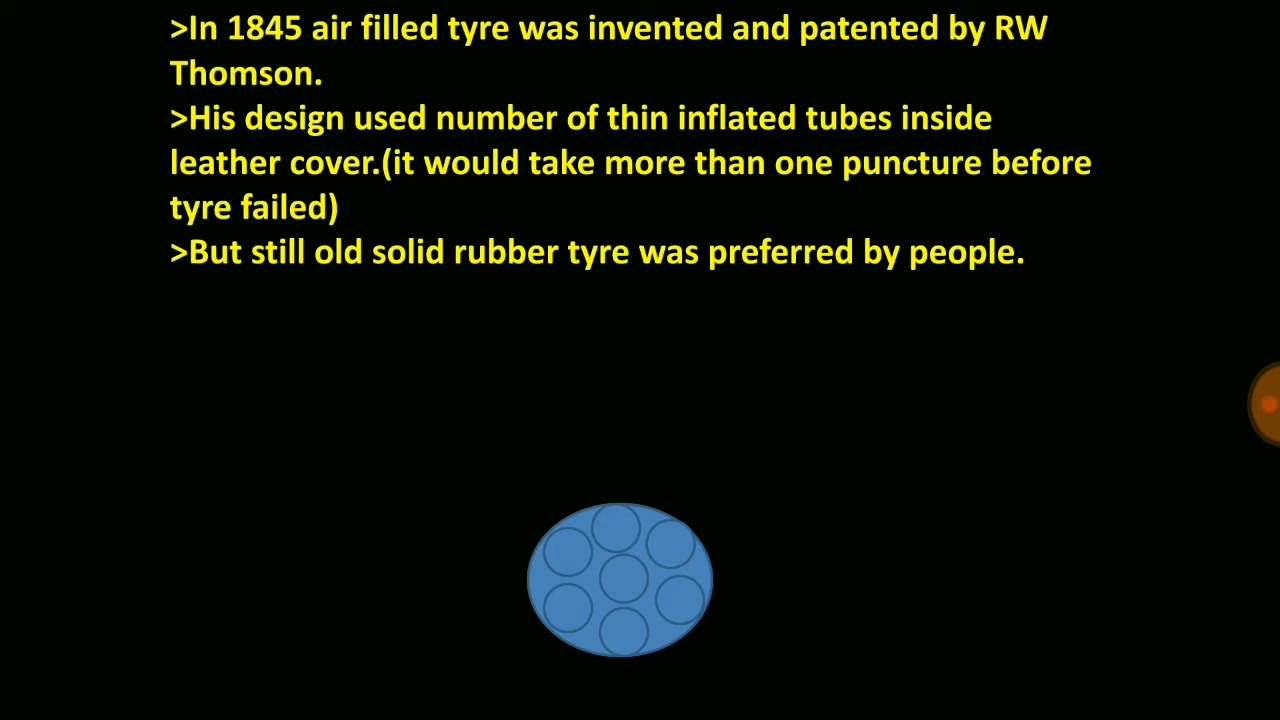 >In 1845 air filled tyre was invented and patented by RW
Thomson.
>His design used number of thin inflated tubes inside
leather cover.(it would take more than one puncture before
tyre failed)
>But still old solid rubber tyre was preferred by people.